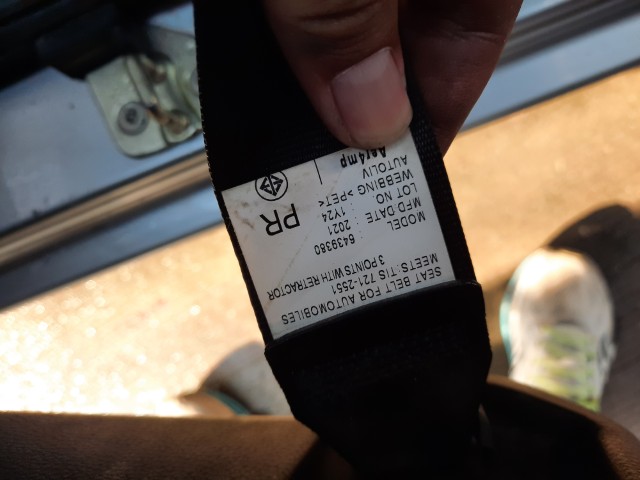 SEAT BELT FOR AUTOMOBILES
MEETS: TIS 721-2551
3 POINTS WITH RETRACTOR
MODEL : 6439380
MFD.DATE : 2021
LOT NO : 1Y24
WEBBING >PET<
AUTOLIV
PR